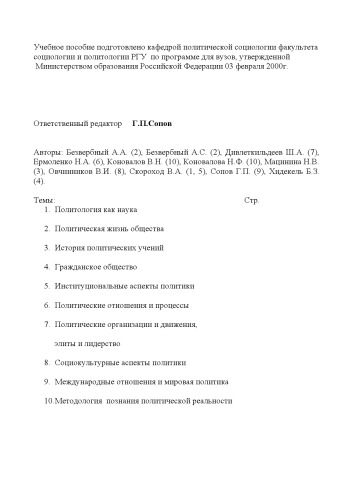 Учебное пособие подготовлено кафедрой политической социологии факультета
социологии и политологии РГУ по программе для вузов, утвержденной
Министерством образования Российской Федерации 03 февраля 2000г.
Ответственный редактор Г.П.Сопов
Авторы: Безвербный А.А. (2), Безвербный А.С. (2), Дивлеткильдеев Ш.А. (7),
Ермоленко Н.А. (6), Коновалов В.Н. (10), Коновалова Н.Ф. (10), Мацинина Н.В.
(3), Овчинников В.И. (8), Скороход В.А. (1, 5), Сопов Г.П. (9), Хидекель Б.З.
(4).
Темы: Стр.
1. Политология как наука
2. Политическая жизнь общества
3. История политических учений
4. Гражданское общество
5. Институциональные аспекты политики
6. Политические отношения и процессы
7. Политические организации и движения,
элиты и лидерство
8. Социокультурные аспекты политики
9. Международные отношения и мировая политика
10.Методология познания политической реальности